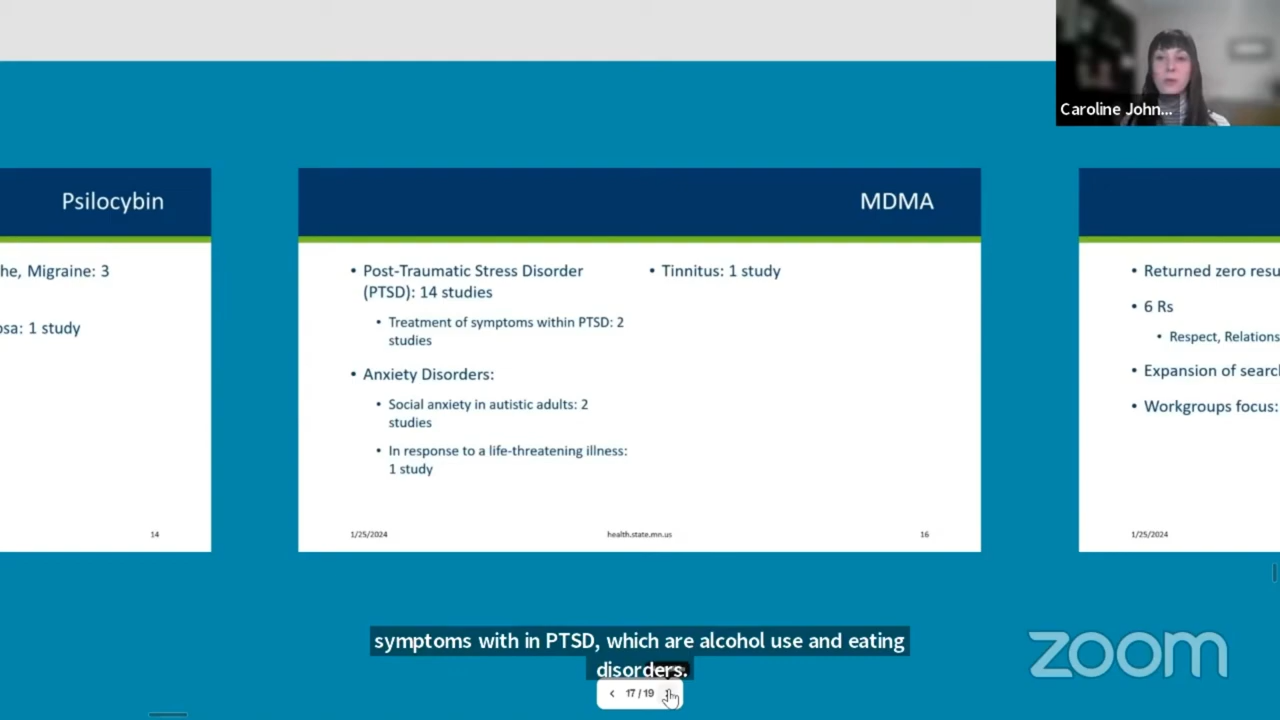 Caroline John...
Psilocybin
he, Migraine: 3
osa: 1 study
14
MDMA
• Post-Traumatic Stress Disorder
(PTSD): 14 studies
• Treatment of symptoms within PTSD: 2
studies
• Anxiety Disorders:
• Social anxiety in autistic adults: 2
studies
• In response to a life-threatening illness:
1 study
• Tinnitus: 1 study
1/25/2024
health.state.mn.us
16
• Returned zero resu
• 6 Rs
• Respect, Relations
• Expansion of searc
• Workgroups focus:
1/25/2024
symptoms with in PTSD, which are alcohol use and eating
disorders.
17 / 19
zoom